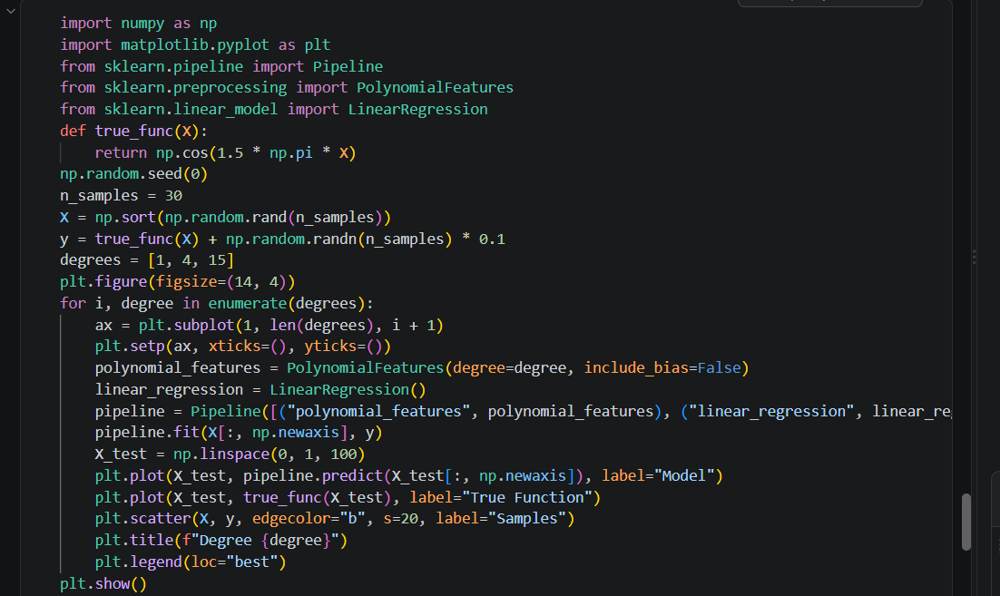 import numpy as np
import matplotlib.pyplot as plt
from sklearn.pipeline import Pipeline
from sklearn.preprocessing import PolynomialFeatures
from sklearn.linear_model import LinearRegression
def true_func(X):
    return np.cos(1.5 * np.pi * X)
np.random.seed(0)
n_samples = 30
X = np.sort(np.random.rand(n_samples))
y = true_func(X) + np.random.randn(n_samples) * 0.1
degrees = [1, 4, 15]
plt.figure(figsize=(14, 4))
for i, degree in enumerate(degrees):
    ax = plt.subplot(1, len(degrees), i + 1)
    plt.setp(ax, xticks=(), yticks=())
    polynomial_features = PolynomialFeatures(degree=degree, include_bias=False)
    linear_regression = LinearRegression()
    pipeline = Pipeline([("polynomial_features", polynomial_features), ("linear_regression", linear_re
    pipeline.fit(X[:, np.newaxis], y)
    X_test = np.linspace(0, 1, 100)
    plt.plot(X_test, pipeline.predict(X_test[:, np.newaxis]), label="Model")
    plt.plot(X_test, true_func(X_test), label="True Function")
    plt.scatter(X, y, edgecolor="b", s=20, label="Samples")
    plt.title(f"Degree {degree}")
    plt.legend(loc="best")
plt.show()